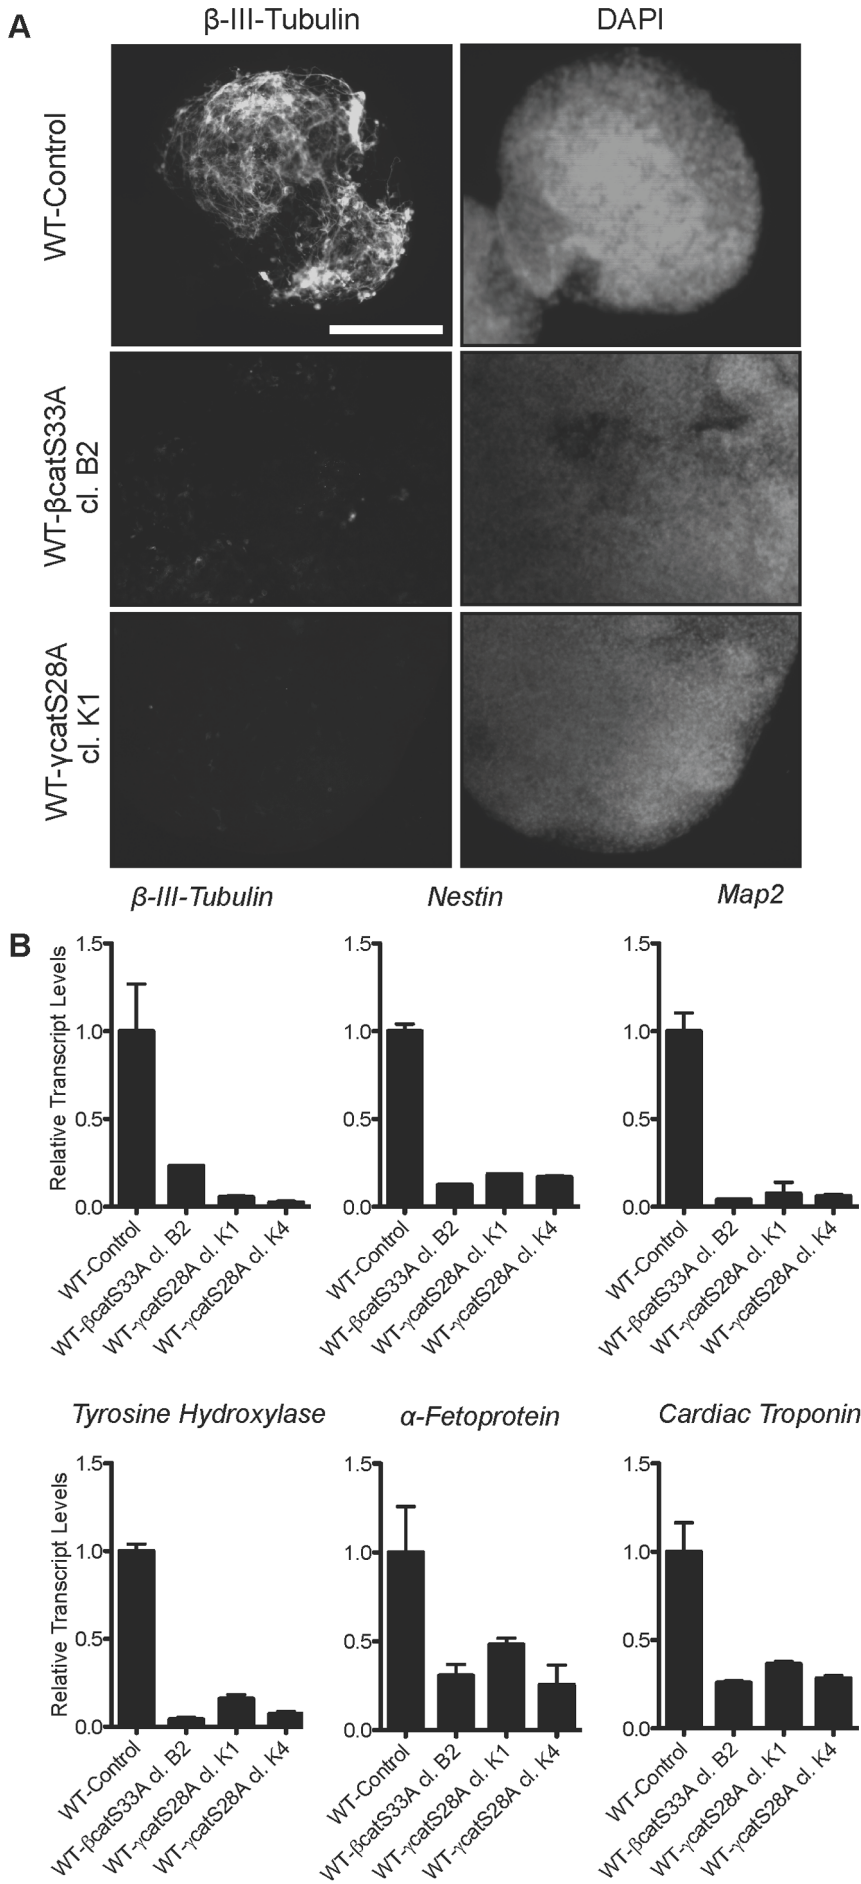 A
β-III-Tubulin
DAPI
WT-Control
WT-βcatS33A
cl. B2
WT-γcatS28A
cl. K1
B
β-III-Tubulin
Nestin
Map2
Relative Transcript Levels
1.5
1.0
0.5
0.0
WT-Control
WT-βcatS33A cl. B2
WT-γcatS28A cl. K1
WT-γcatS28A cl. K4
1.5
1.0
0.5
0.0
WT-Control
WT-βcatS33A cl. B2
WT-γcatS28A cl. K1
WT-γcatS28A cl. K4
1.5
1.0
0.5
0.0
WT-Control
WT-βcatS33A cl. B2
WT-γcatS28A cl. K1
WT-γcatS28A cl. K4
Tyrosine Hydroxylase
α-Fetoprotein
Cardiac Troponin
Relative Transcript Levels
1.5
1.0
0.5
0.0
WT-Control
WT-βcatS33A cl. B2
WT-γcatS28A cl. K1
WT-γcatS28A cl. K4
1.5
1.0
0.5
0.0
WT-Control
WT-βcatS33A cl. B2
WT-γcatS28A cl. K1
WT-γcatS28A cl. K4
1.5
1.0
0.5
0.0
WT-Control
WT-βcatS33A cl. B2
WT-γcatS28A cl. K1
WT-γcatS28A cl. K4